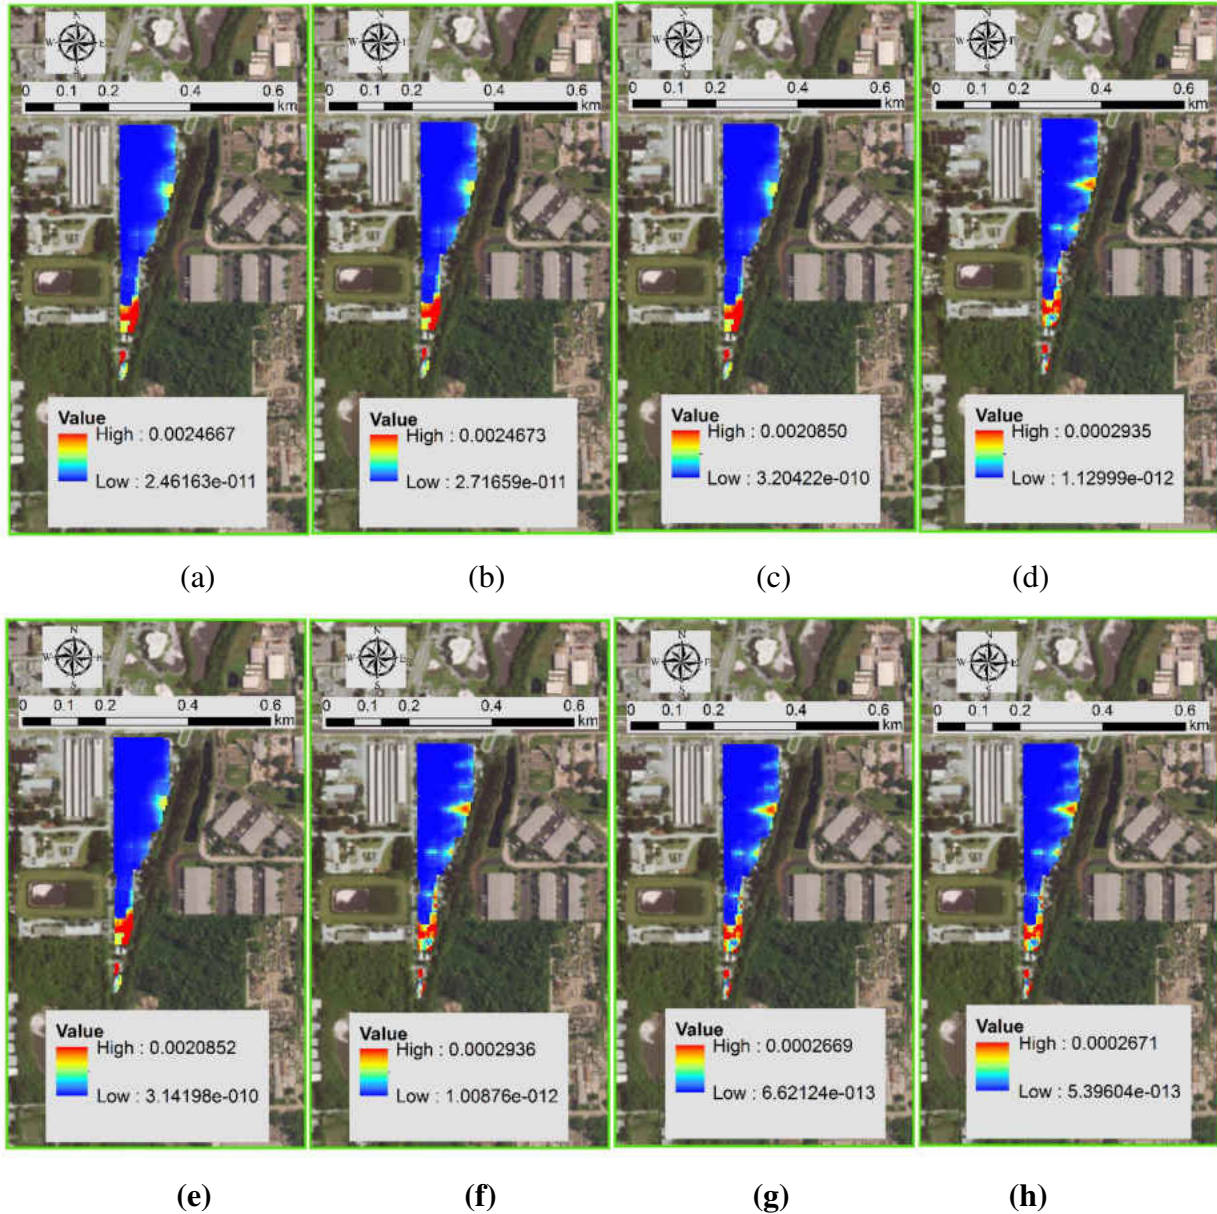 N
W E
S
0 0.1 0.2 0.4 0.6
km
Value
High : 0.0024667
Low : 2.46163e-011
(a)
N
W E
S
0 0.1 0.2 0.4 0.6
km
Value
High : 0.0024673
Low : 2.71659e-011
(b)
N
W E
S
0 0.1 0.2 0.4 0.6
km
Value
High : 0.0020850
Low : 3.20422e-010
(c)
N
W E
S
0 0.1 0.2 0.4 0.6
km
Value
High : 0.0002935
Low : 1.12999e-012
(d)
N
W E
S
0 0.1 0.2 0.4 0.6
km
Value
High : 0.0020852
Low : 3.14198e-010
(e)
N
W E
S
0 0.1 0.2 0.4 0.6
km
Value
High : 0.0002936
Low : 1.00876e-012
(f)
N
W E
S
0 0.1 0.2 0.4 0.6
km
Value
High : 0.0002669
Low : 6.62124e-013
(g)
N
W E
S
0 0.1 0.2 0.4 0.6
km
Value
High : 0.0002671
Low : 5.39604e-013
(h)